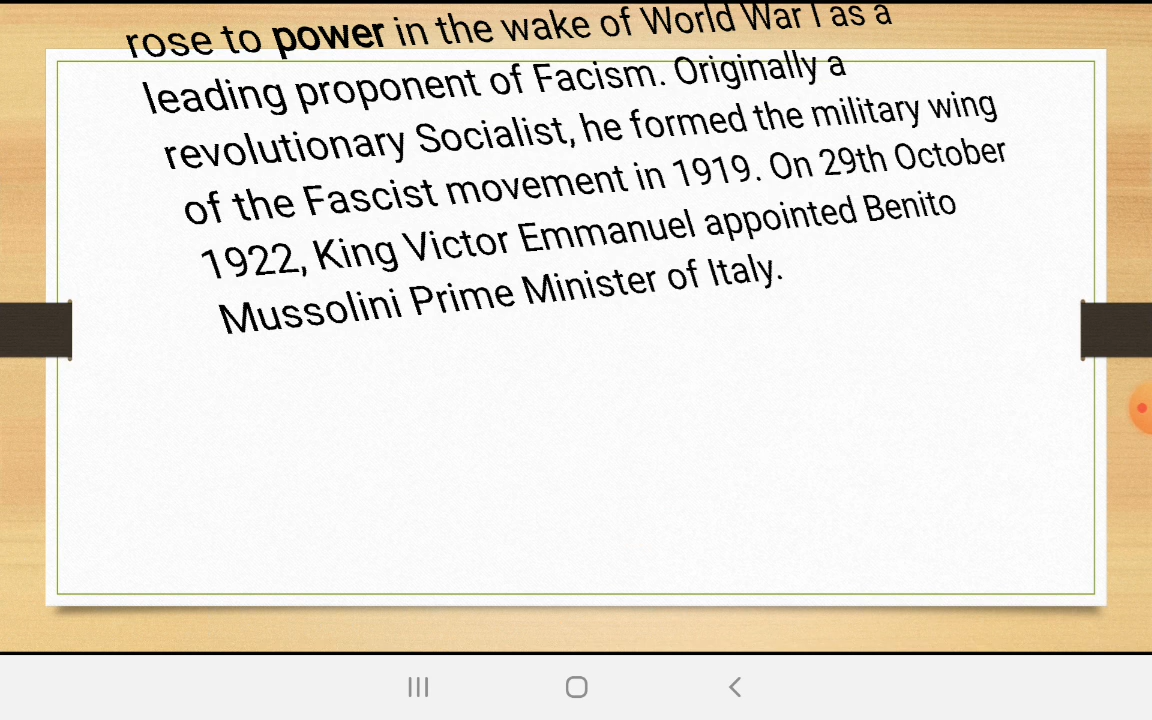 rose to power in the wake of World War I as a
leading proponent of Facism. Originally a
revolutionary Socialist, he formed the military wing
of the Fascist movement in 1919. On 29th October
1922, King Victor Emmanuel appointed Benito
Mussolini Prime Minister of Italy.